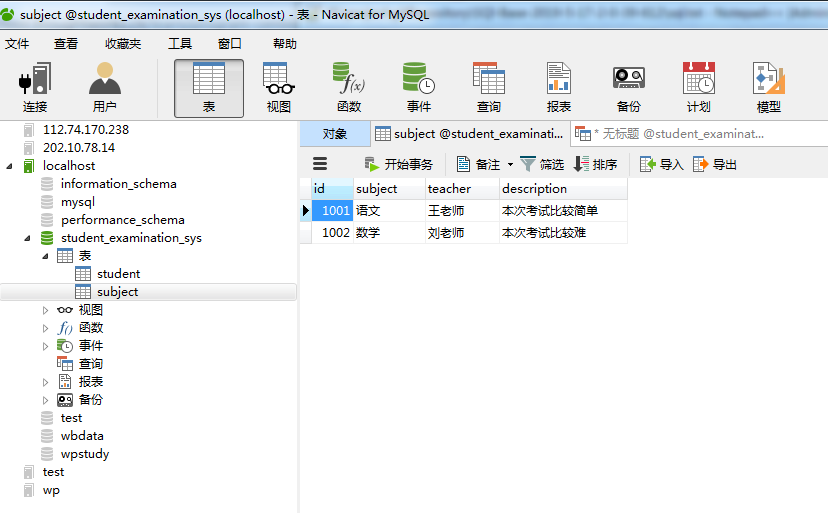 subject @student_examination_sys (localhost) - 表 - Navicat for MySQL
文件 查看 收藏夹 工具 窗口 帮助
连接 用户 表 视图 函数 事件 查询 报表 备份 计划 模型
112.74.170.238
202.10.78.14
localhost
information_schema
mysql
performance_schema
student_examination_sys
表
student
subject
视图
函数
事件
查询
报表
备份
test
wbdata
wpstudy
test
wp
对象 subject @student_examinati... * 无标题 @student_examinat...
开始事务 备注 筛选 排序 导入 导出
id subject teacher description
1001 语文 王老师 本次考试比较简单
1002 数学 刘老师 本次考试比较难